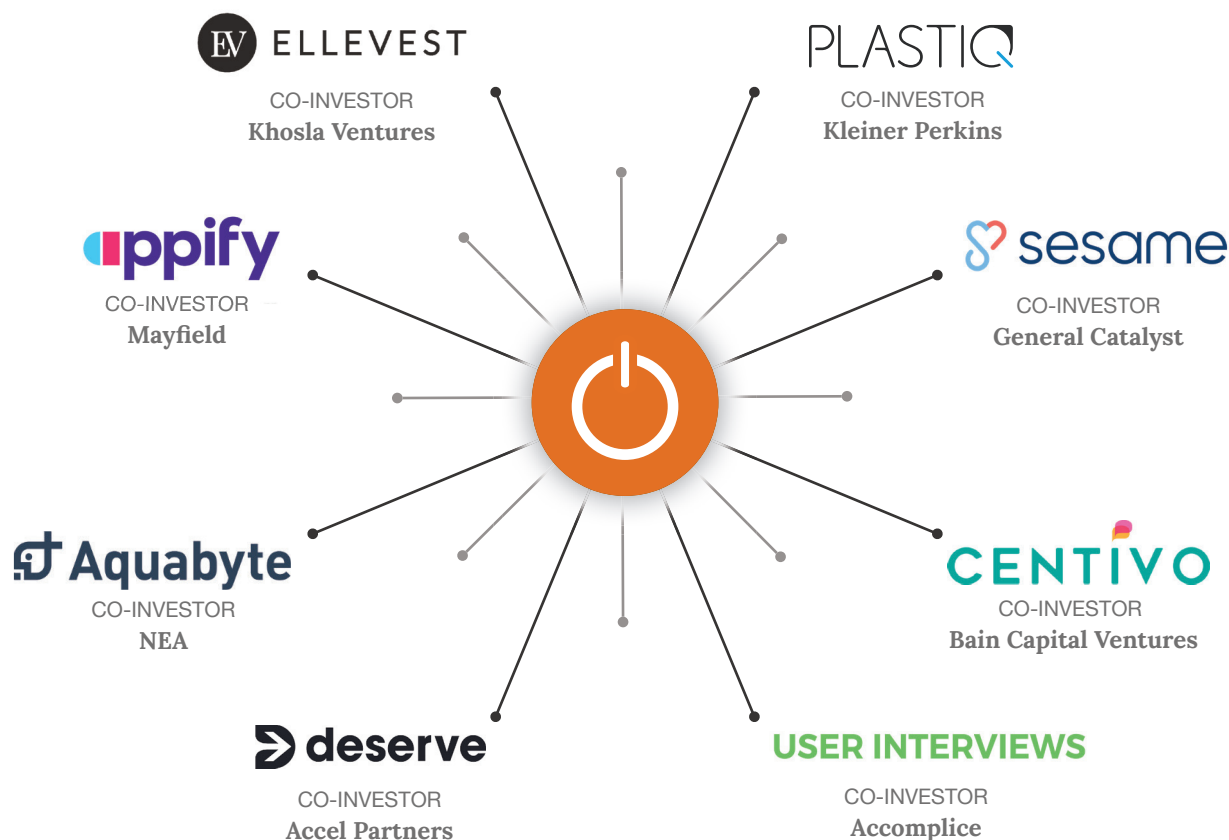 EV ELLEVEST
CO-INVESTOR
Khosla Ventures
PLASTIQ
CO-INVESTOR
Kleiner Perkins
appify
CO-INVESTOR
Mayfield
sesame
CO-INVESTOR
General Catalyst
Aquabyte
CO-INVESTOR
NEA
CENTIVO
CO-INVESTOR
Bain Capital Ventures
deserve
CO-INVESTOR
Accel Partners
USER INTERVIEWS
CO-INVESTOR
Accomplice